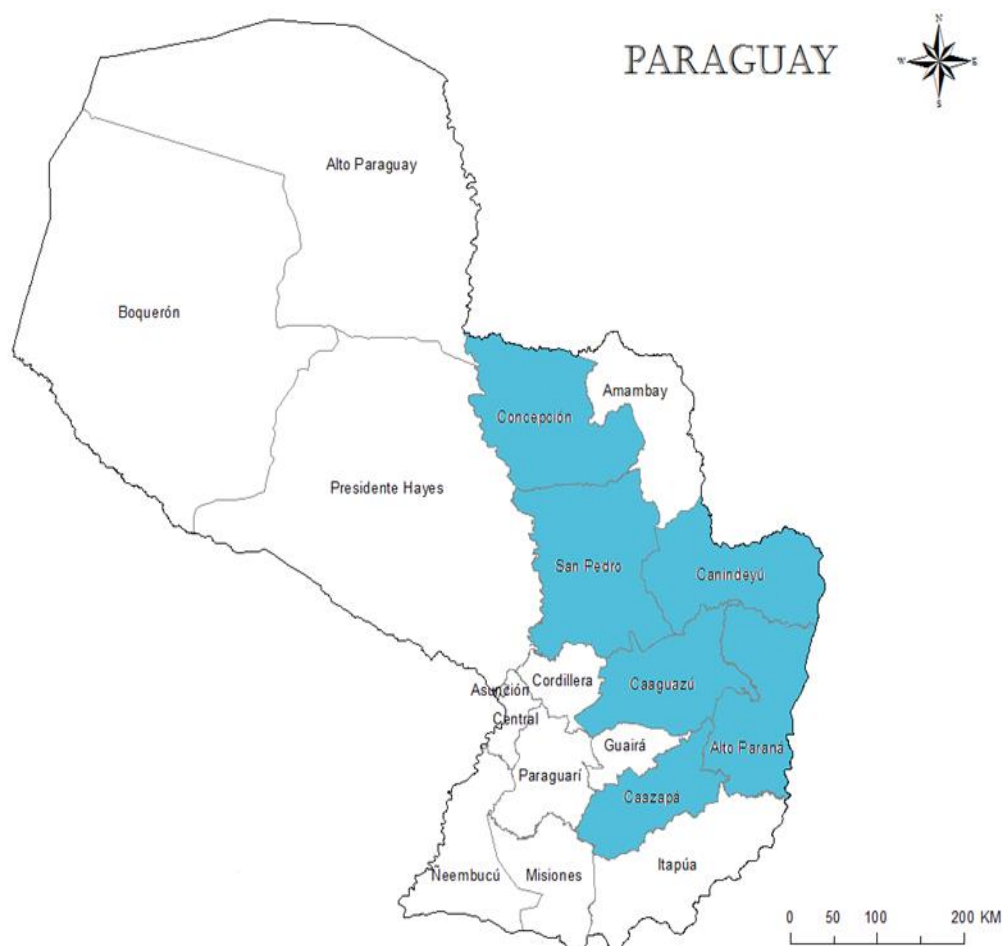 PARAGUAY
N
W
E
S
Alto Paraguay
Boquerón
Amambay
Concepción
Presidente Hayes
San Pedro
Canindeyú
Cordillera
Caaguazú
Asunción
Central
Guairá
Alto Paraná
Paraguarí
Caazapá
Itapúa
Ñeembucú
Misiones
0 50 100 200 KM